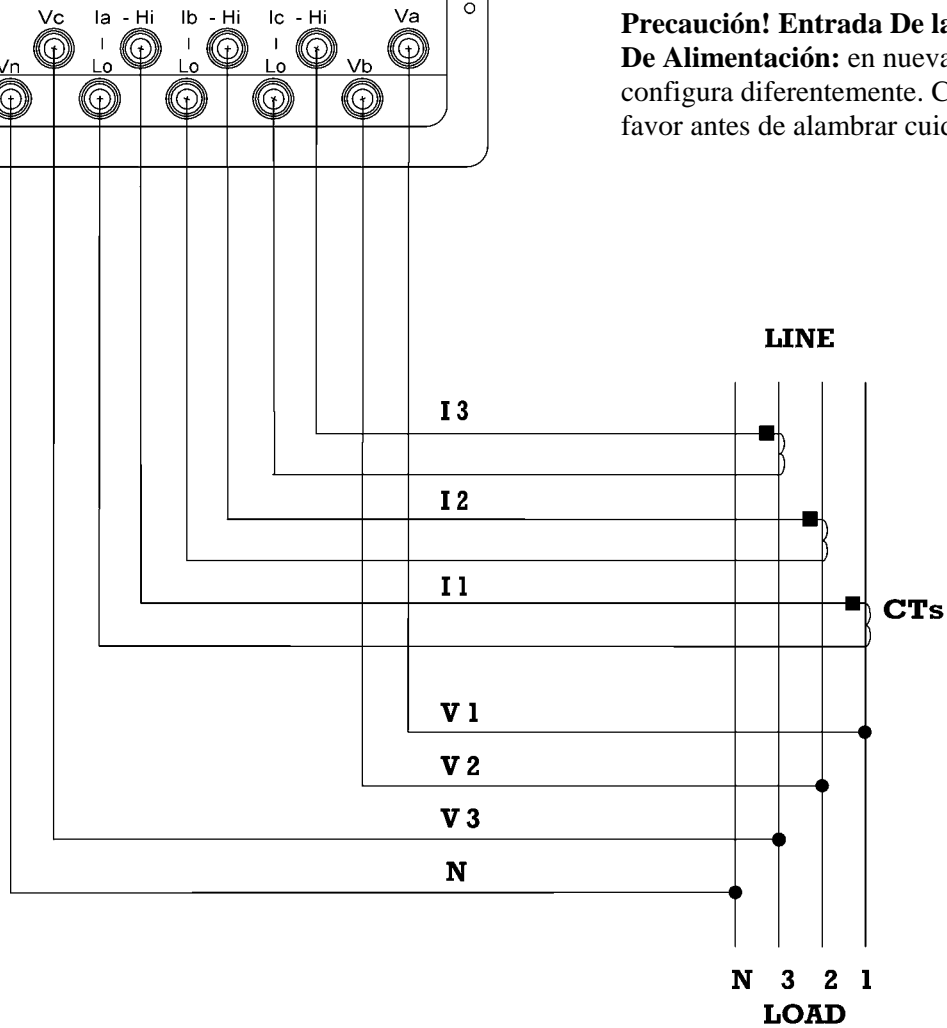 Vc Ia - Hi Ib - Hi Ic - Hi Va
Vn Lo Lo Lo Vb
Precaución! Entrada De la
De Alimentación: en nueva
configura diferentemente. C
favor antes de alambrar cuid
LINE
I 3
I 2
I 1
CTs
V 1
V 2
V 3
N
N 3 2 1
LOAD